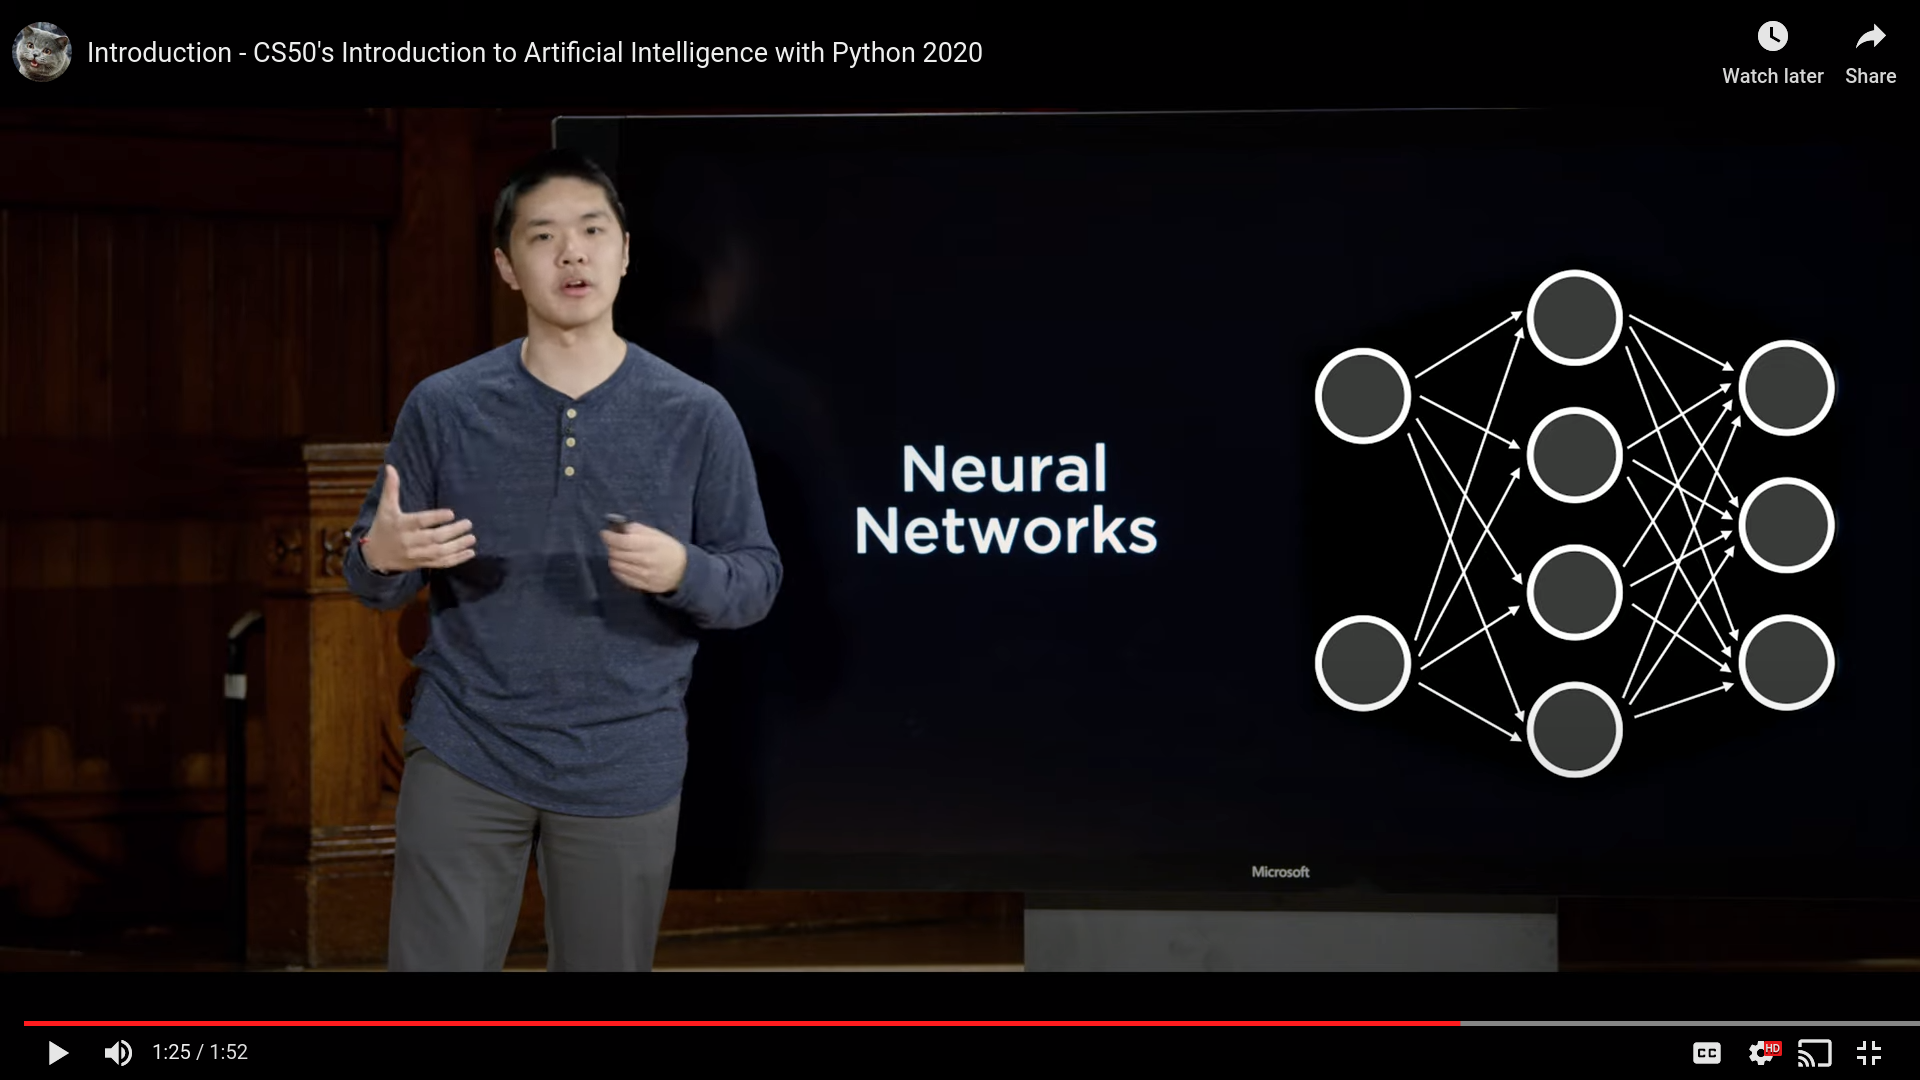 Introduction - CS50's Introduction to Artificial Intelligence with Python 2020
Watch later
Share
Neural
Networks
Microsoft
1:25 / 1:52
CC
HD